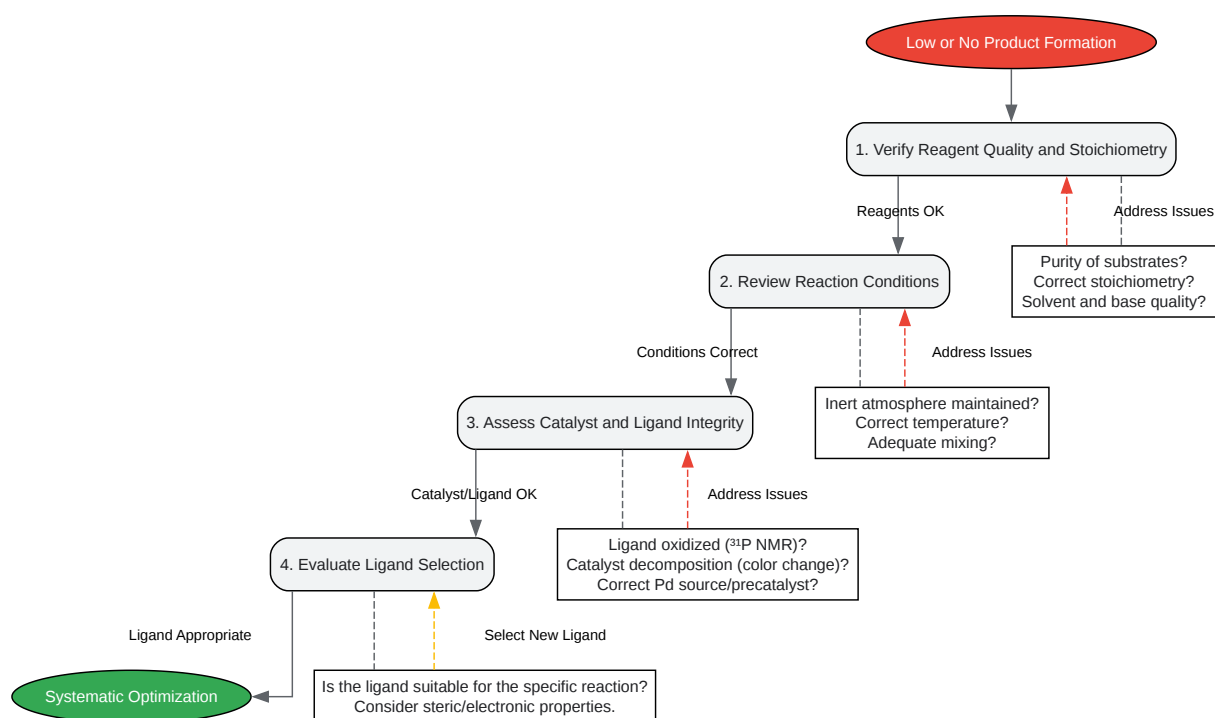 Low or No Product Formation
1. Verify Reagent Quality and Stoichiometry
Reagents OK
Address Issues
Purity of substrates?
Correct stoichiometry?
Solvent and base quality?
2. Review Reaction Conditions
Conditions Correct
Address Issues
Inert atmosphere maintained?
Correct temperature?
Adequate mixing?
3. Assess Catalyst and Ligand Integrity
Catalyst/Ligand OK
Address Issues
Ligand oxidized (³¹P NMR)?
Catalyst decomposition (color change)?
Correct Pd source/precatalyst?
4. Evaluate Ligand Selection
Ligand Appropriate
Select New Ligand
Is the ligand suitable for the specific reaction?
Consider steric/electronic properties.
Systematic Optimization